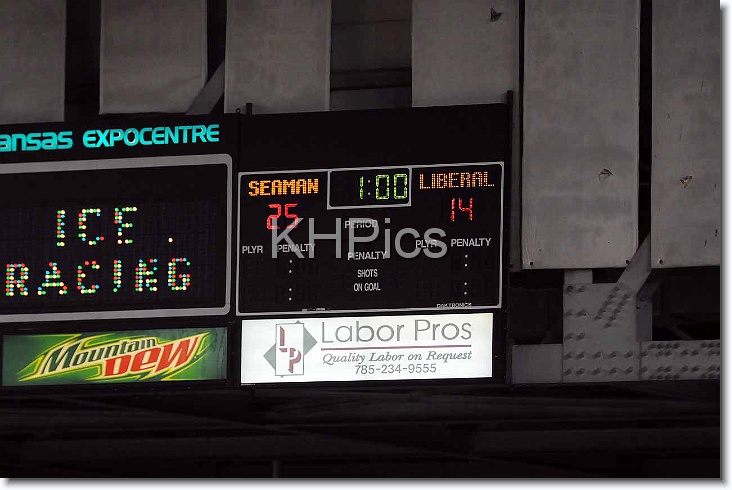 ansas EXPOCENTRE
ICE.
RACING
SEAMAN 1:00 LIBERAL
25 14
PERIOD
PLYR PENALTY PLYR PENALTY
PENALTY
SHOTS
ON GOAL
DAKTRONICS
KHPics
Mountain DEW
LP Labor Pros
Quality Labor on Request
785-234-9555